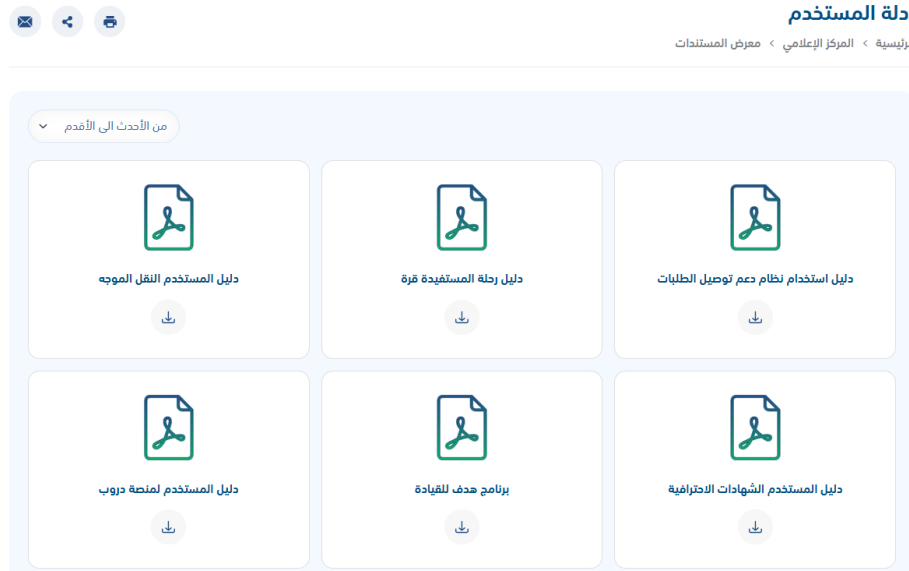 دلة المستخدم
رئيسية > المركز الإعلامي > معرض المستندات
من الأحدث الى الأقدم
دليل استخدام نظام دعم توصيل الطلبات
دليل رحلة المستفيدة قرة
دليل المستخدم النقل الموجه
دليل المستخدم الشهادات الاحترافية
برنامج هدف للقيادة
دليل المستخدم لمنصة دروب